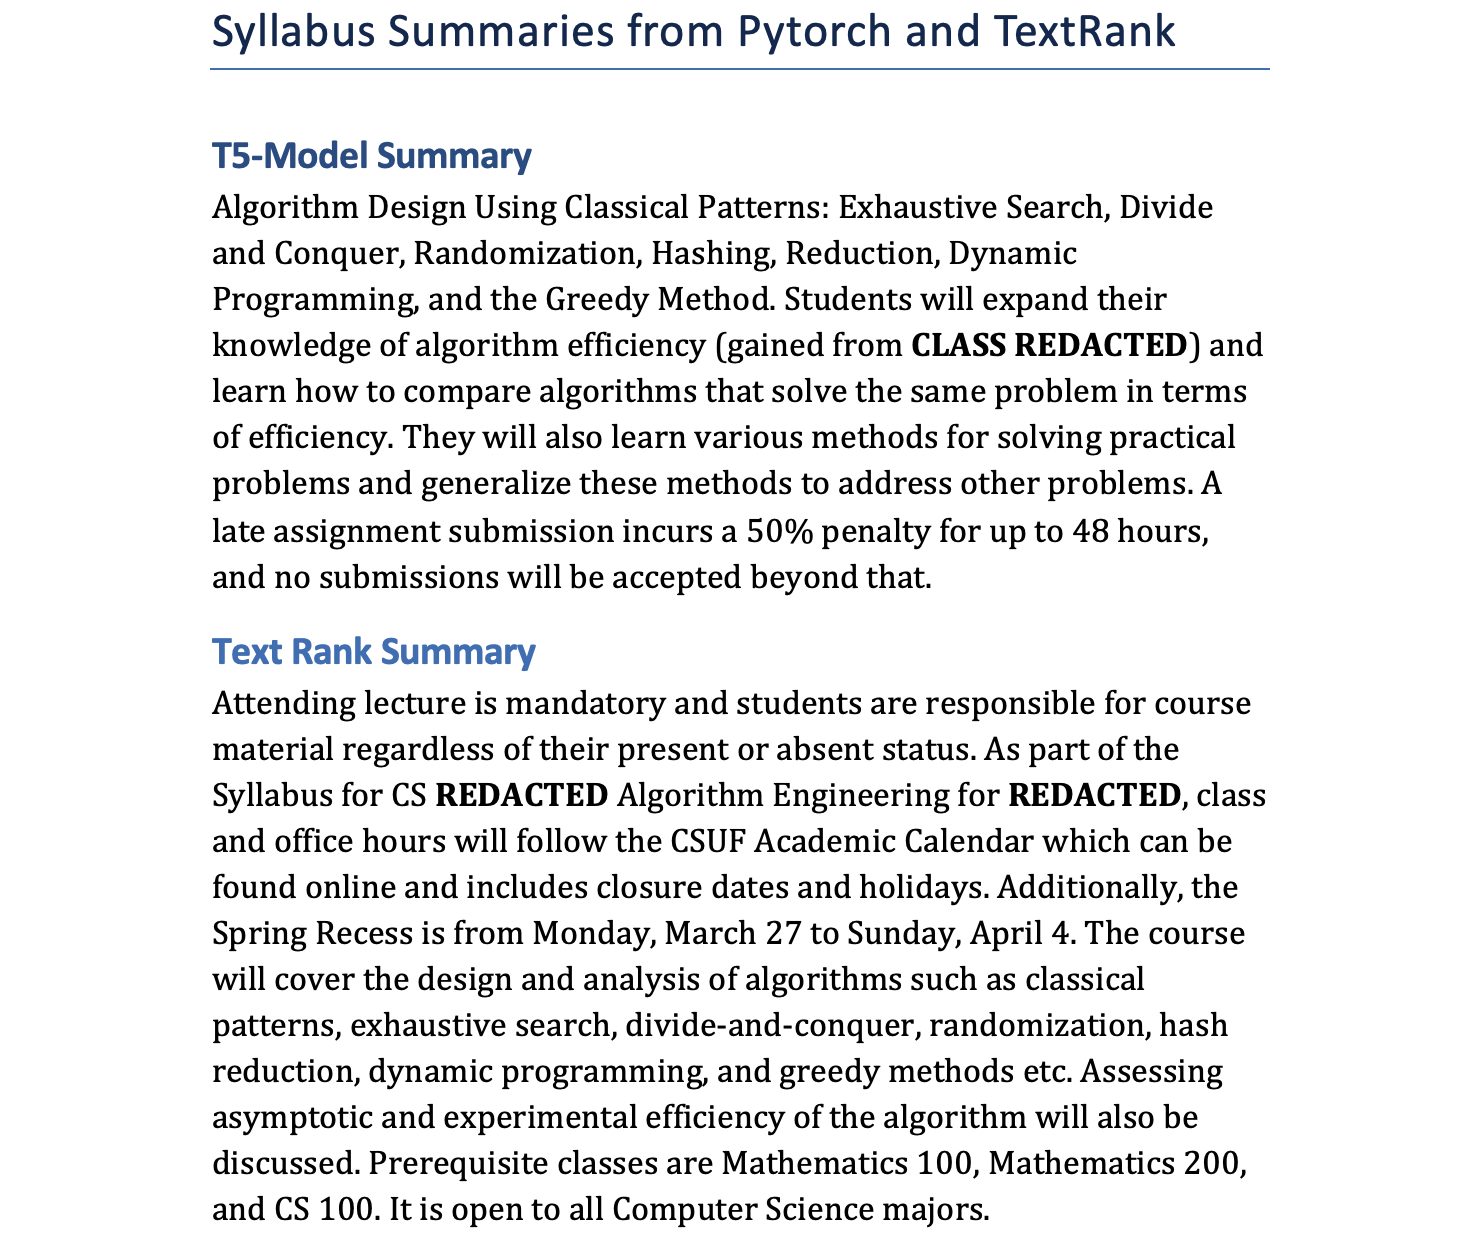 Syllabus Summaries from Pytorch and TextRank
T5-Model Summary
Algorithm Design Using Classical Patterns: Exhaustive Search, Divide
and Conquer, Randomization, Hashing, Reduction, Dynamic
Programming, and the Greedy Method. Students will expand their
knowledge of algorithm efficiency (gained from CLASS REDACTED) and
learn how to compare algorithms that solve the same problem in terms
of efficiency. They will also learn various methods for solving practical
problems and generalize these methods to address other problems. A
late assignment submission incurs a 50% penalty for up to 48 hours,
and no submissions will be accepted beyond that.
Text Rank Summary
Attending lecture is mandatory and students are responsible for course
material regardless of their present or absent status. As part of the
Syllabus for CS REDACTED Algorithm Engineering for REDACTED, class
and office hours will follow the CSUF Academic Calendar which can be
found online and includes closure dates and holidays. Additionally, the
Spring Recess is from Monday, March 27 to Sunday, April 4. The course
will cover the design and analysis of algorithms such as classical
patterns, exhaustive search, divide-and-conquer, randomization, hash
reduction, dynamic programming, and greedy methods etc. Assessing
asymptotic and experimental efficiency of the algorithm will also be
discussed. Prerequisite classes are Mathematics 100, Mathematics 200,
and CS 100. It is open to all Computer Science majors.